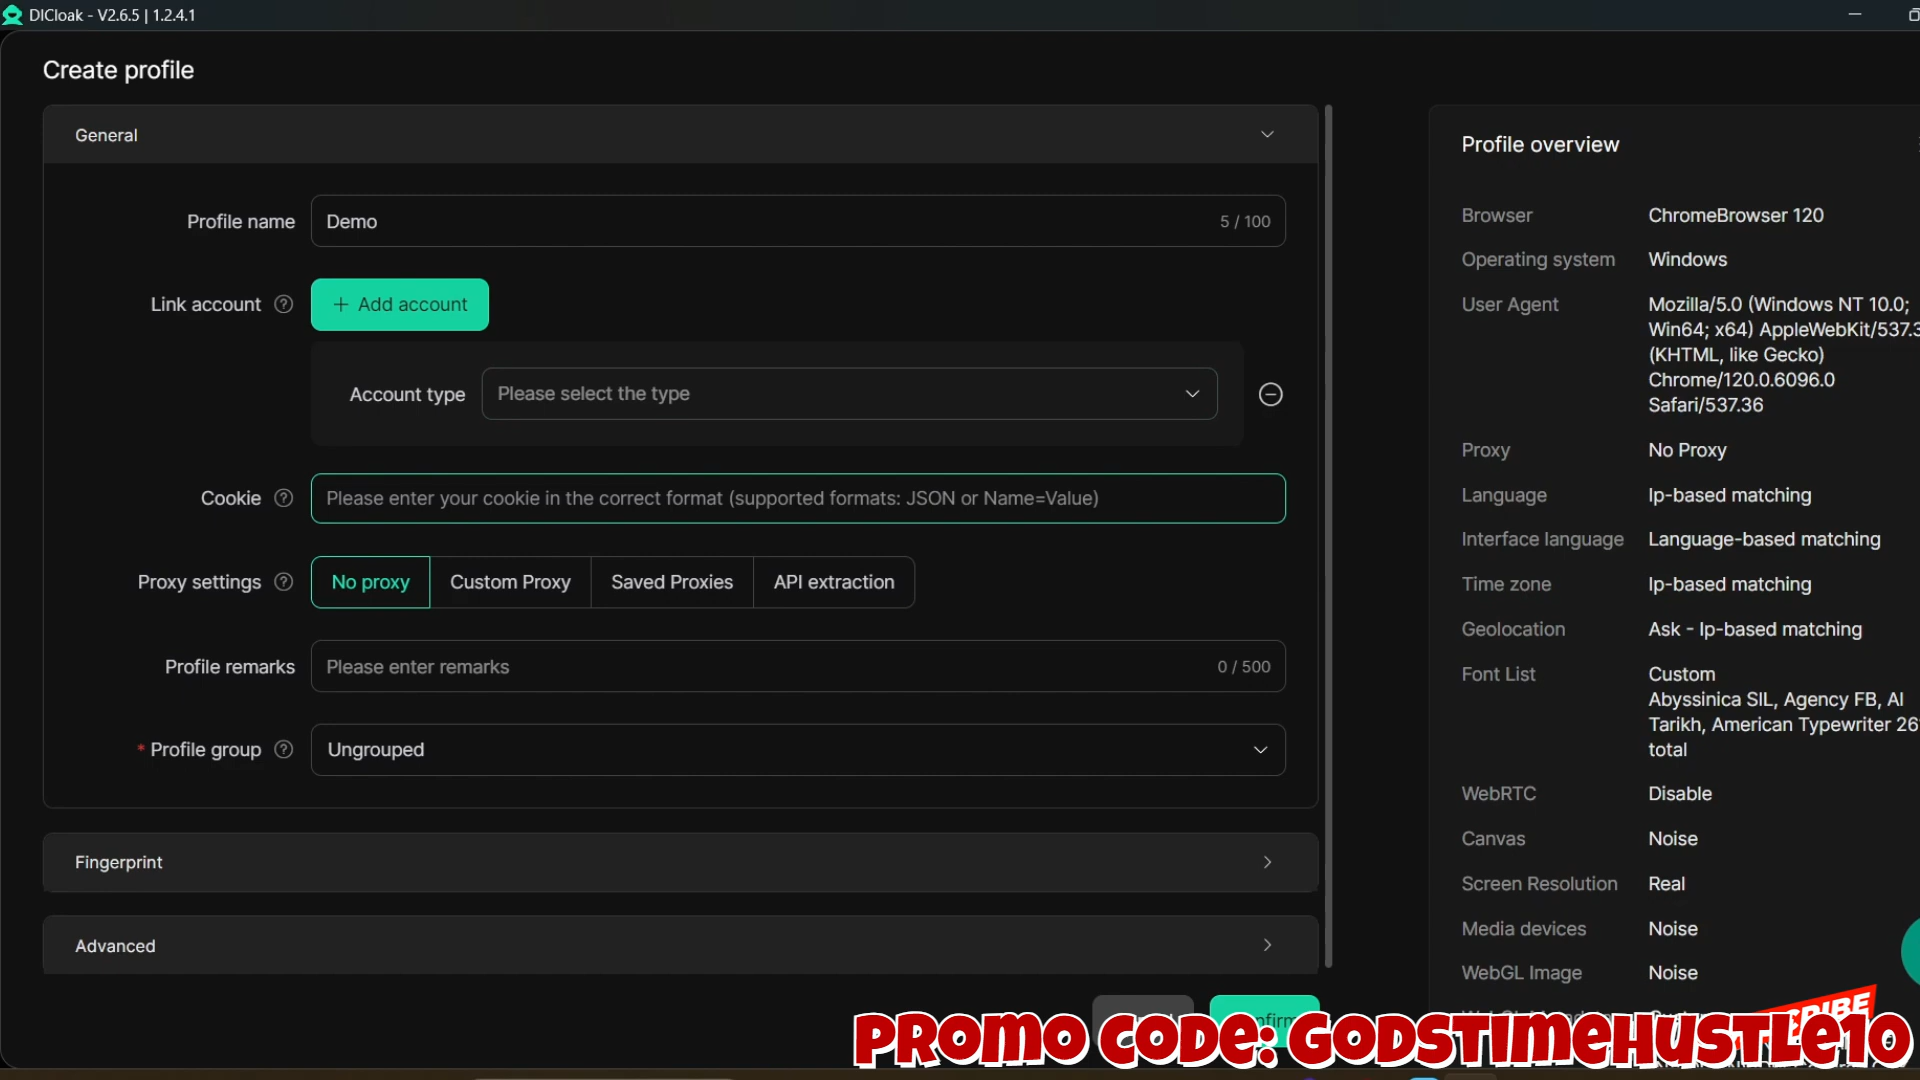 DICloak - V2.6.5 | 1.2.4.1
Create profile
General
Profile name
Demo
5 / 100
Link account
+ Add account
Account type
Please select the type
Cookie
Please enter your cookie in the correct format (supported formats: JSON or Name=Value)
Proxy settings
No proxy
Custom Proxy
Saved Proxies
API extraction
Profile remarks
Please enter remarks
0 / 500
* Profile group
Ungrouped
Fingerprint
Advanced
Profile overview
Browser
ChromeBrowser 120
Operating system
Windows
User Agent
Mozilla/5.0 (Windows NT 10.0;
Win64; x64) AppleWebKit/537.3
(KHTML, like Gecko)
Chrome/120.0.6096.0
Safari/537.36
Proxy
No Proxy
Language
Ip-based matching
Interface language
Language-based matching
Time zone
Ip-based matching
Geolocation
Ask - Ip-based matching
Font List
Custom
Abyssinica SIL, Agency FB, Al
Tarikh, American Typewriter 26
total
WebRTC
Disable
Canvas
Noise
Screen Resolution
Real
Media devices
Noise
WebGL Image
Noise
PROMO CODE: GODSTIMEHUSTLE10